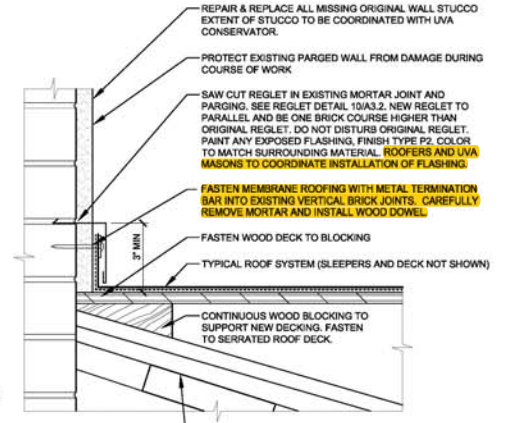 REPAIR & REPLACE ALL MISSING ORIGINAL WALL STUCCO
EXTENT OF STUCCO TO BE COORDINATED WITH UVA
CONSERVATOR.
PROTECT EXISTING PARGED WALL FROM DAMAGE DURING
COURSE OF WORK
SAW CUT REGLET IN EXISTING MORTAR JOINT AND
PARGING. SEE REGLET DETAIL 10/A3.2. NEW REGLET TO
PARALLEL AND BE ONE BRICK COURSE HIGHER THAN
ORIGINAL REGLET. DO NOT DISTURB ORIGINAL REGLET.
PAINT ANY EXPOSED FLASHING, FINISH TYPE P2, COLOR
TO MATCH SURROUNDING MATERIAL. ROOFERS AND UVA
MASONS TO COORDINATE INSTALLATION OF FLASHING.
FASTEN MEMBRANE ROOFING WITH METAL TERMINATION
BAR INTO EXISTING VERTICAL BRICK JOINTS. CAREFULLY
REMOVE MORTAR AND INSTALL WOOD DOWEL.
3" MIN
FASTEN WOOD DECK TO BLOCKING
TYPICAL ROOF SYSTEM (SLEEPERS AND DECK NOT SHOWN)
CONTINUOUS WOOD BLOCKING TO
SUPPORT NEW DECKING. FASTEN
TO SERRATED ROOF DECK.